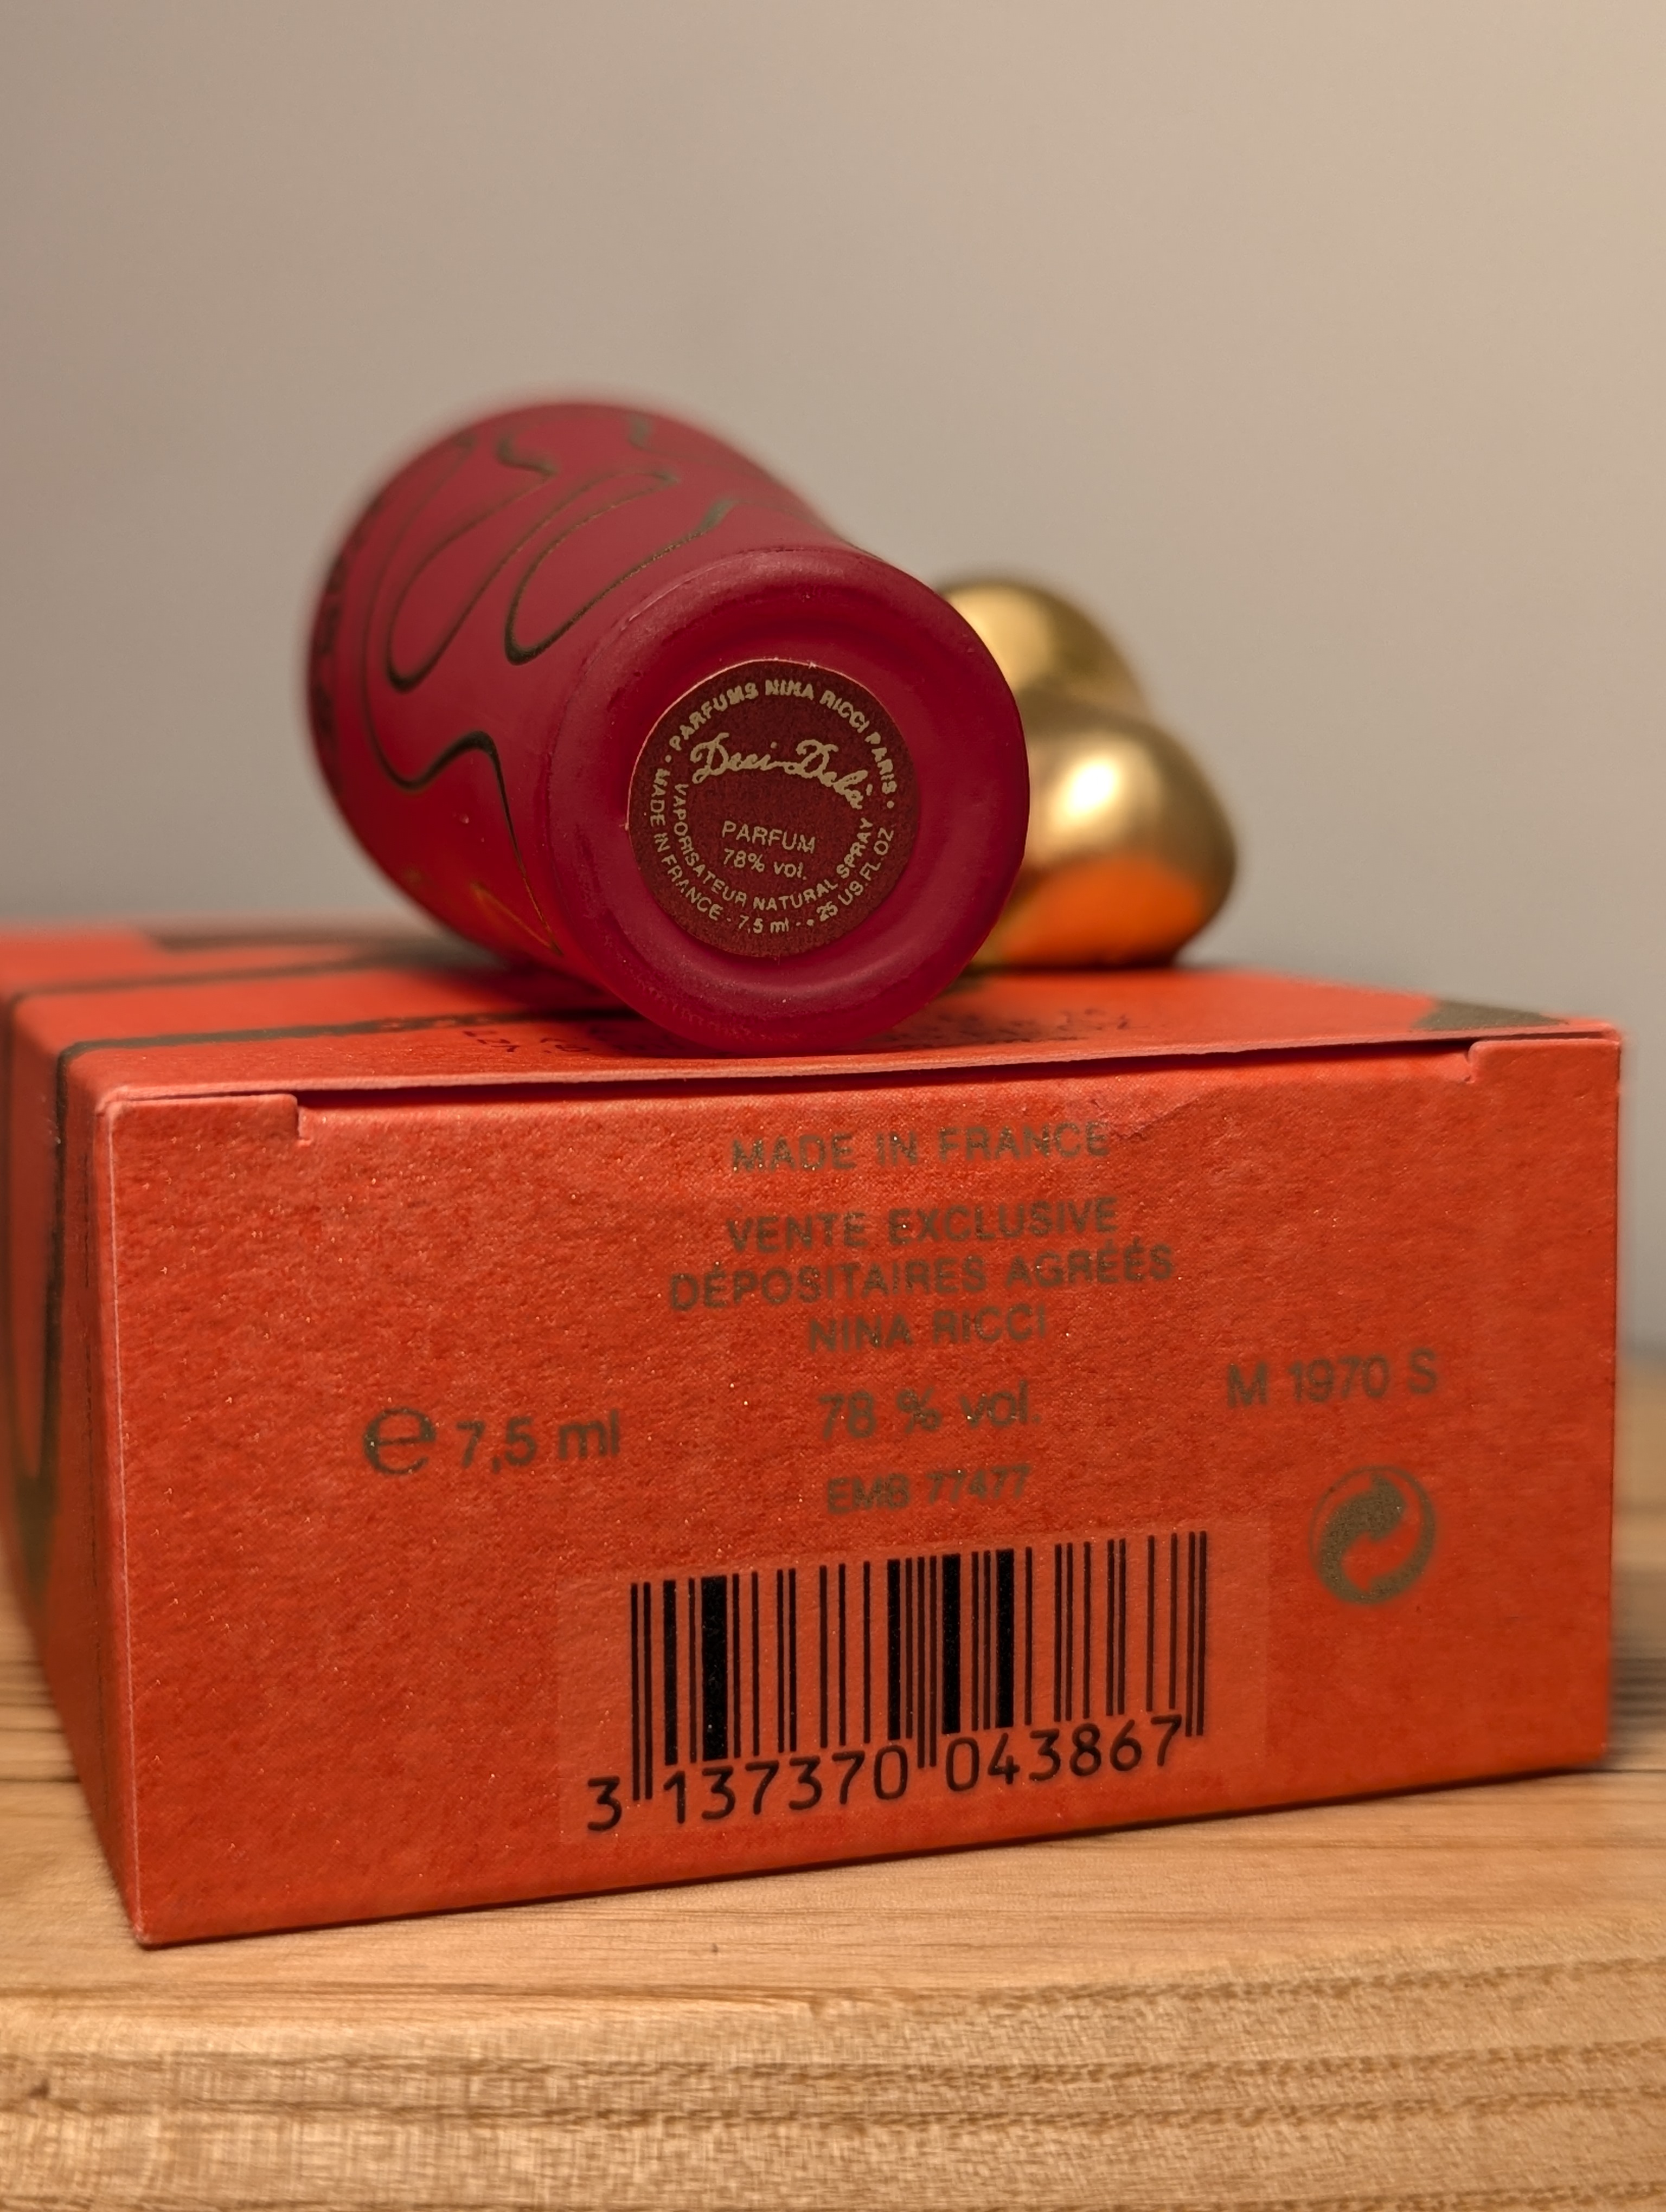 • PARFUMS NINA RICCI PARIS •
Deci-Delà
PARFUM
78% vol.
VAPORISATEUR NATURAL SPRAY
MADE IN FRANCE - 7,5 ml - • 25 US.FL.OZ
MADE IN FRANCE
VENTE EXCLUSIVE
DÉPOSITAIRES AGRÉÉS
NINA RICCI
M 1970 S
e 7,5 ml
78 % vol.
EMB 77477
3 137370 043867